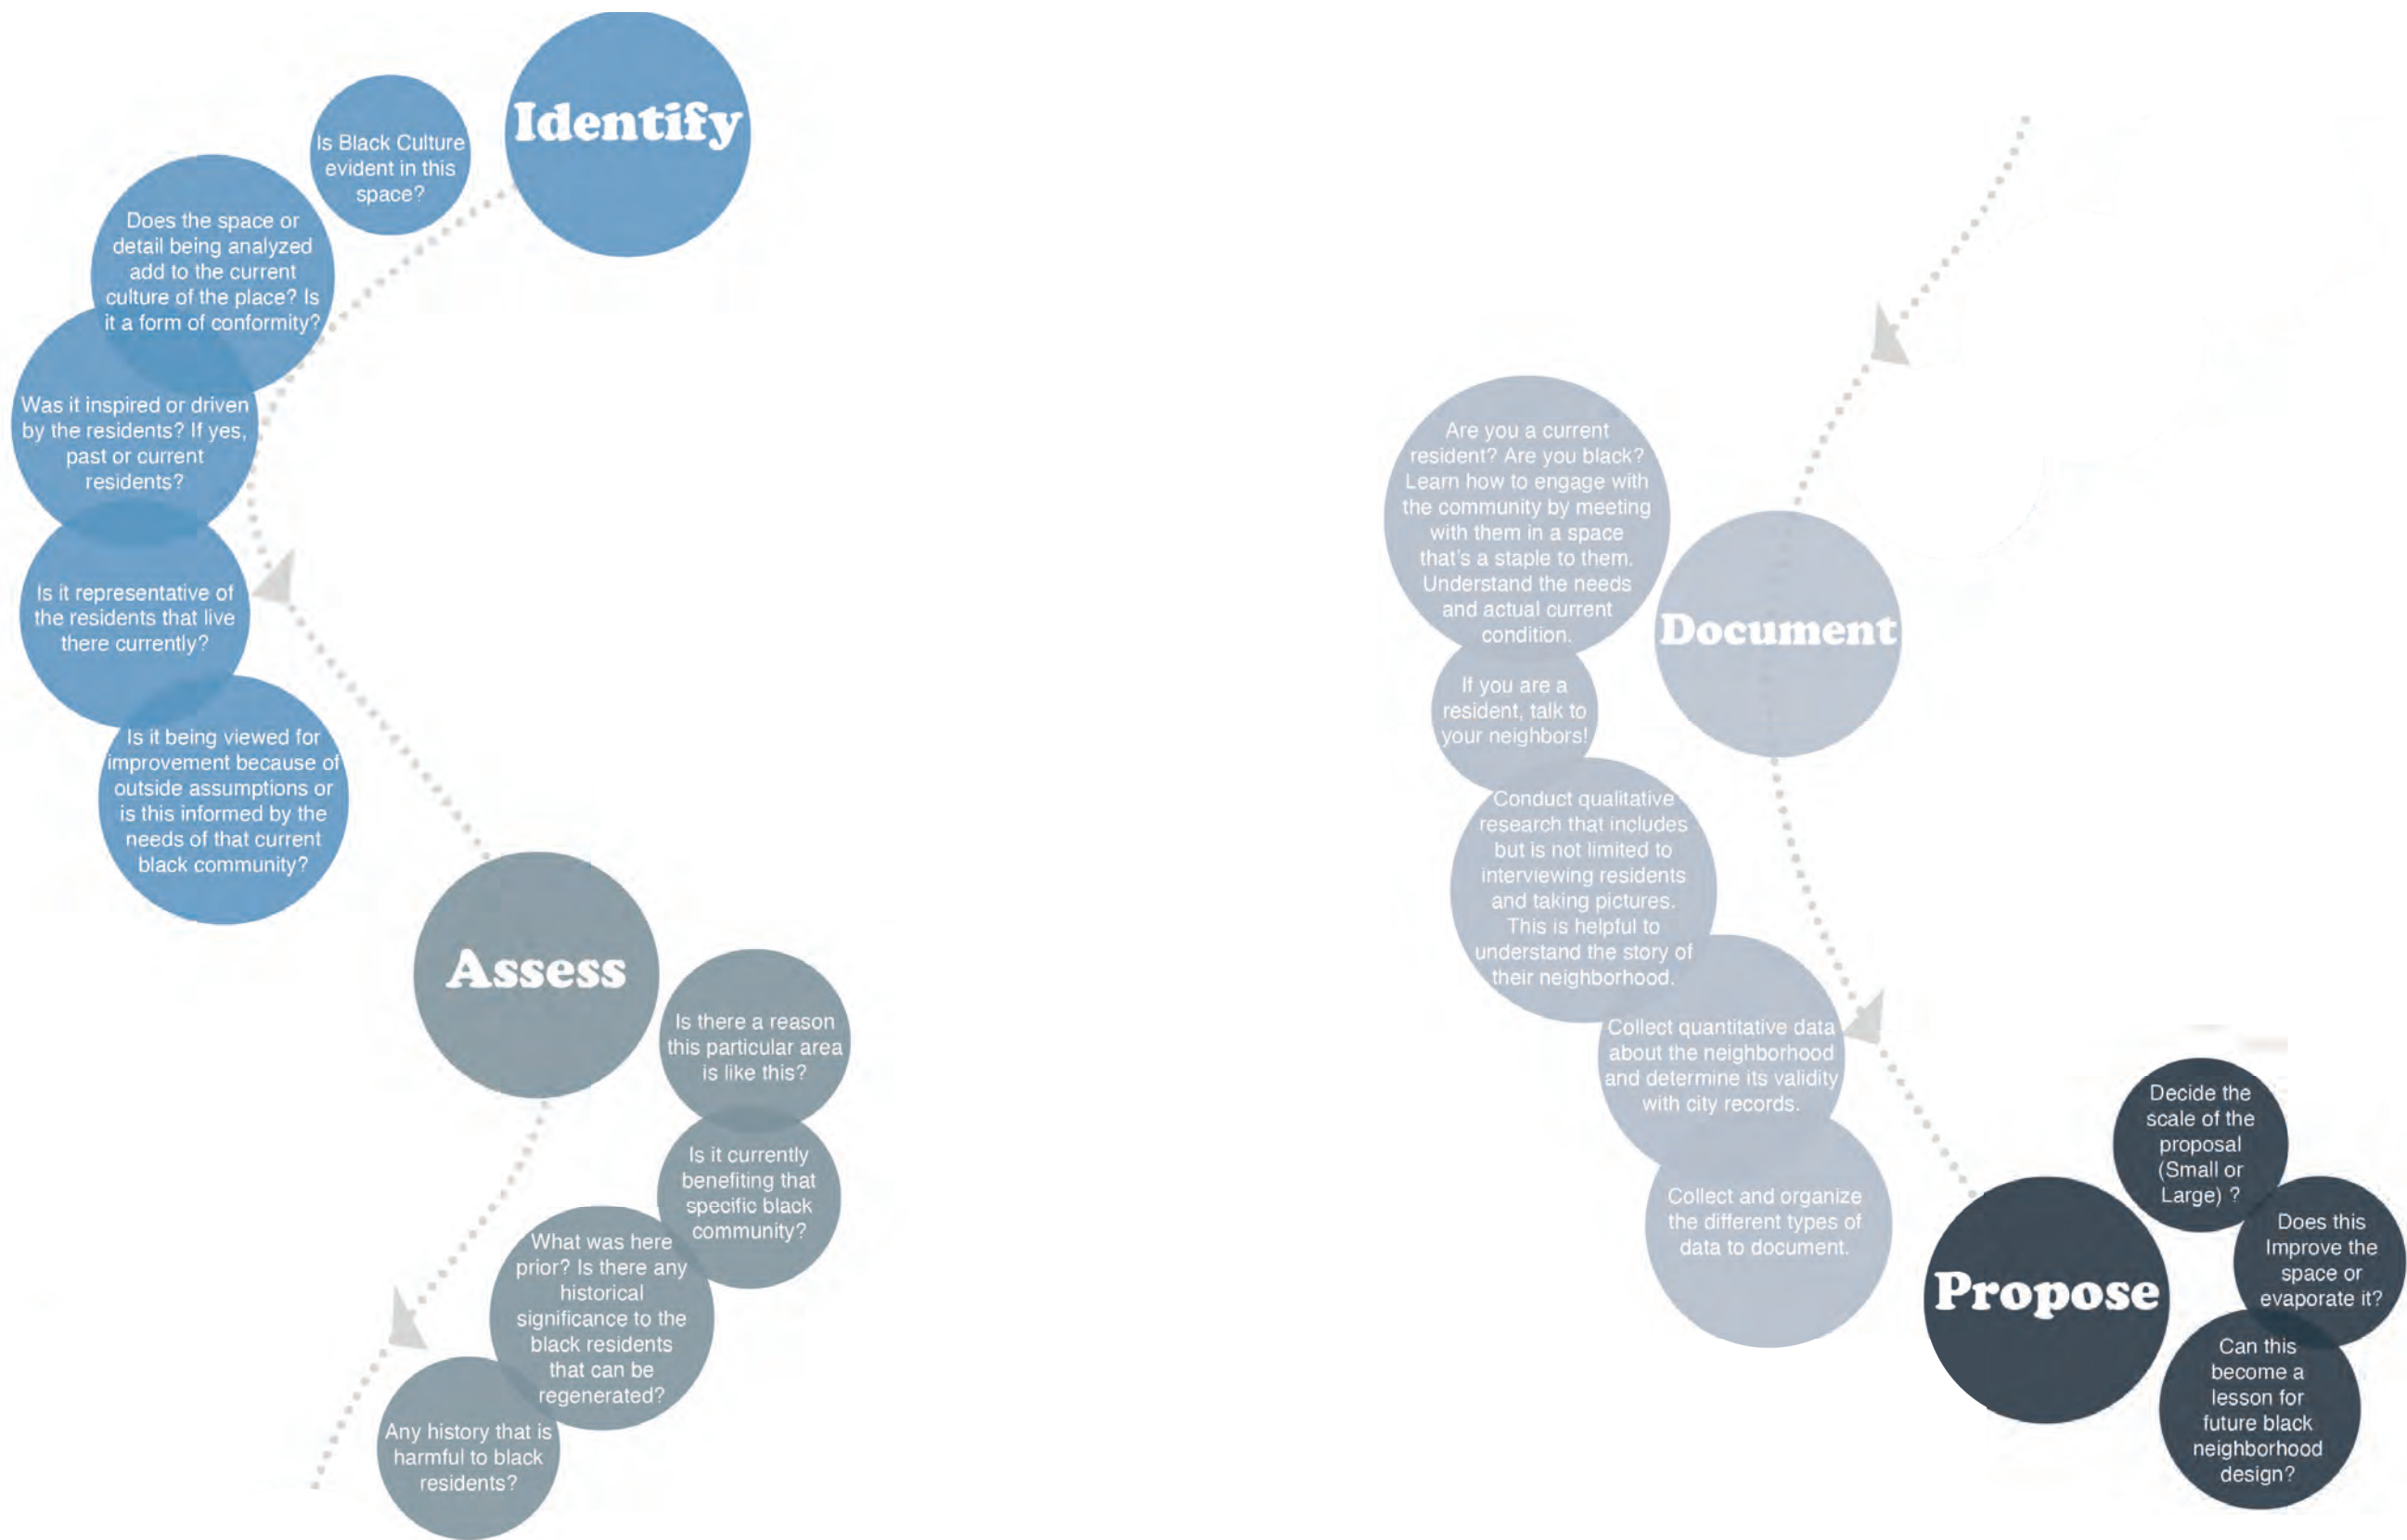 Identify
Is Black Culture
evident in this
space?
Does the space or
detail being analyzed
add to the current
culture of the place? Is
it a form of conformity?
Was it inspired or driven
by the residents? If yes,
past or current
residents?
Is it representative of
the residents that live
there currently?
Is it being viewed for
improvement because of
outside assumptions or
is this informed by the
needs of that current
black community?
Assess
Is there a reason
this particular area
is like this?
Is it currently
benefiting that
specific black
community?
What was here
prior? Is there any
historical
significance to the
black residents
that can be
regenerated?
Any history that is
harmful to black
residents?
Document
Are you a current
resident? Are you black?
Learn how to engage with
the community by meeting
with them in a space
that's a staple to them.
Understand the needs
and actual current
condition.
If you are a
resident, talk to
your neighbors!
Conduct qualitative
research that includes
but is not limited to
interviewing residents
and taking pictures.
This is helpful to
understand the story of
their neighborhood.
Collect quantitative data
about the neighborhood
and determine its validity
with city records.
Collect and organize
the different types of
data to document.
Propose
Decide the
scale of the
proposal
(Small or
Large) ?
Does this
Improve the
space or
evaporate it?
Can this
become a
lesson for
future black
neighborhood
design?